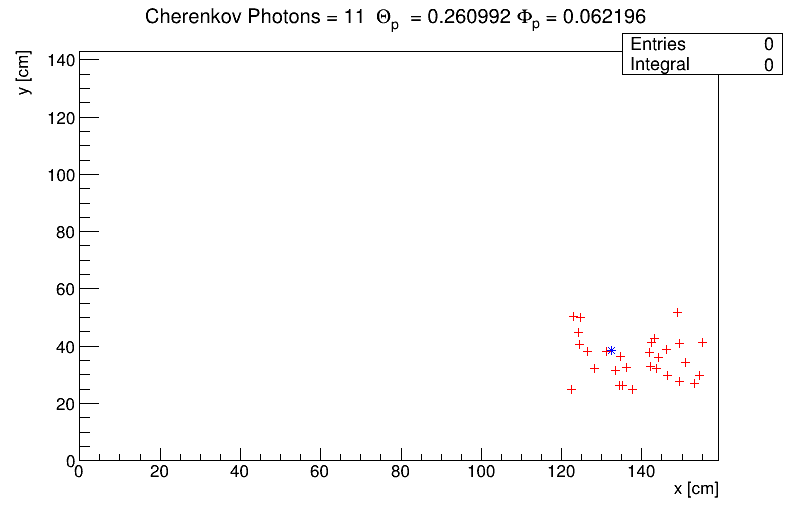 Cherenkov Photons = 11 Θp = 0.260992 Φp = 0.062196
Entries 0
Integral 0
y [cm]
140
120
100
80
60
40
20
0
0 20 40 60 80 100 120 140
x [cm]